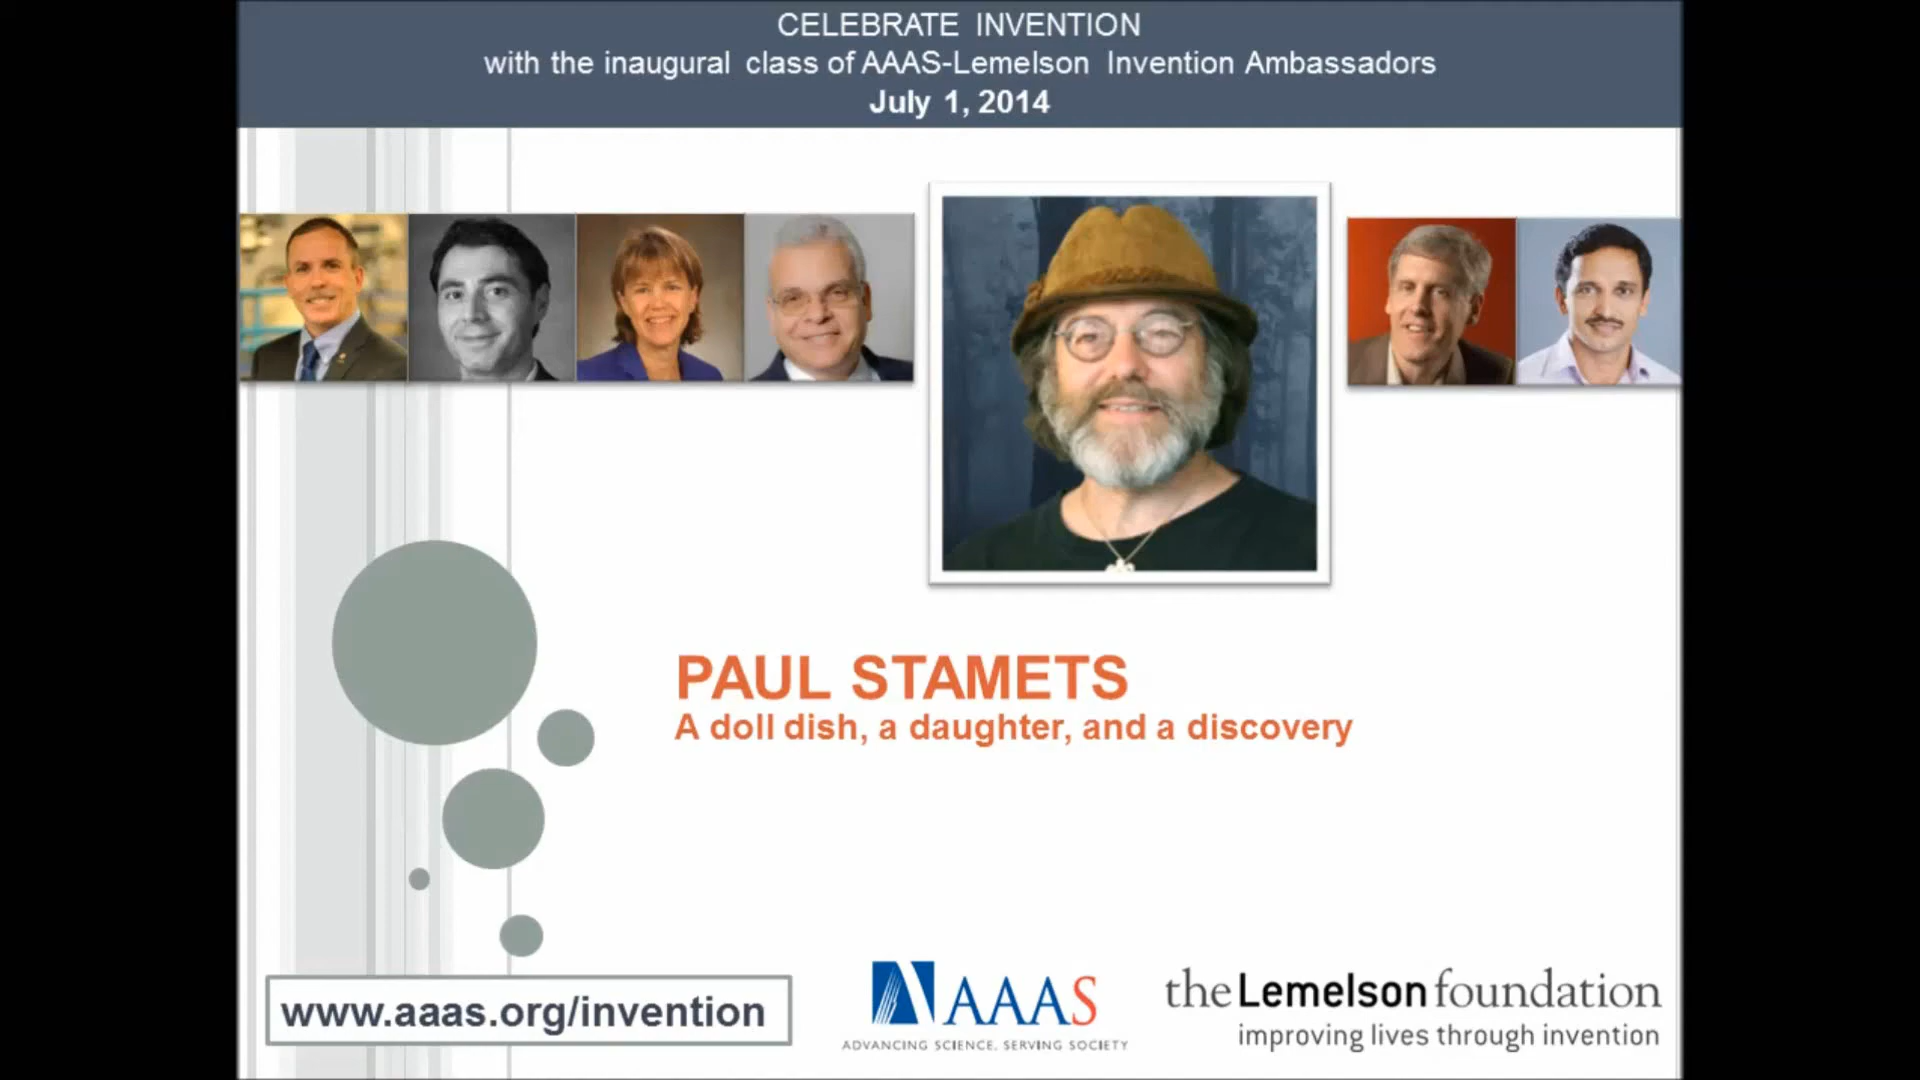 CELEBRATE INVENTION
with the inaugural class of AAAS-Lemelson Invention Ambassadors
July 1, 2014
PAUL STAMETS
A doll dish, a daughter, and a discovery
www.aaas.org/invention
AAAS
ADVANCING SCIENCE, SERVING SOCIETY
the Lemelson foundation
improving lives through invention